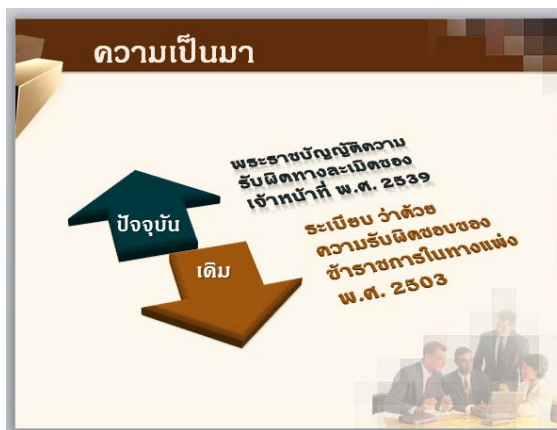 ความเป็นมา
พระราชบัญญัติความ
รับผิดทางละเมิดของ
เจ้าหน้าที่ พ.ศ. 2539
ปัจจุบัน
ระเบียบ ว่าด้วย
ความรับผิดชอบของ
ข้าราชการในทางแพ่ง
พ.ศ. 2503
เดิม